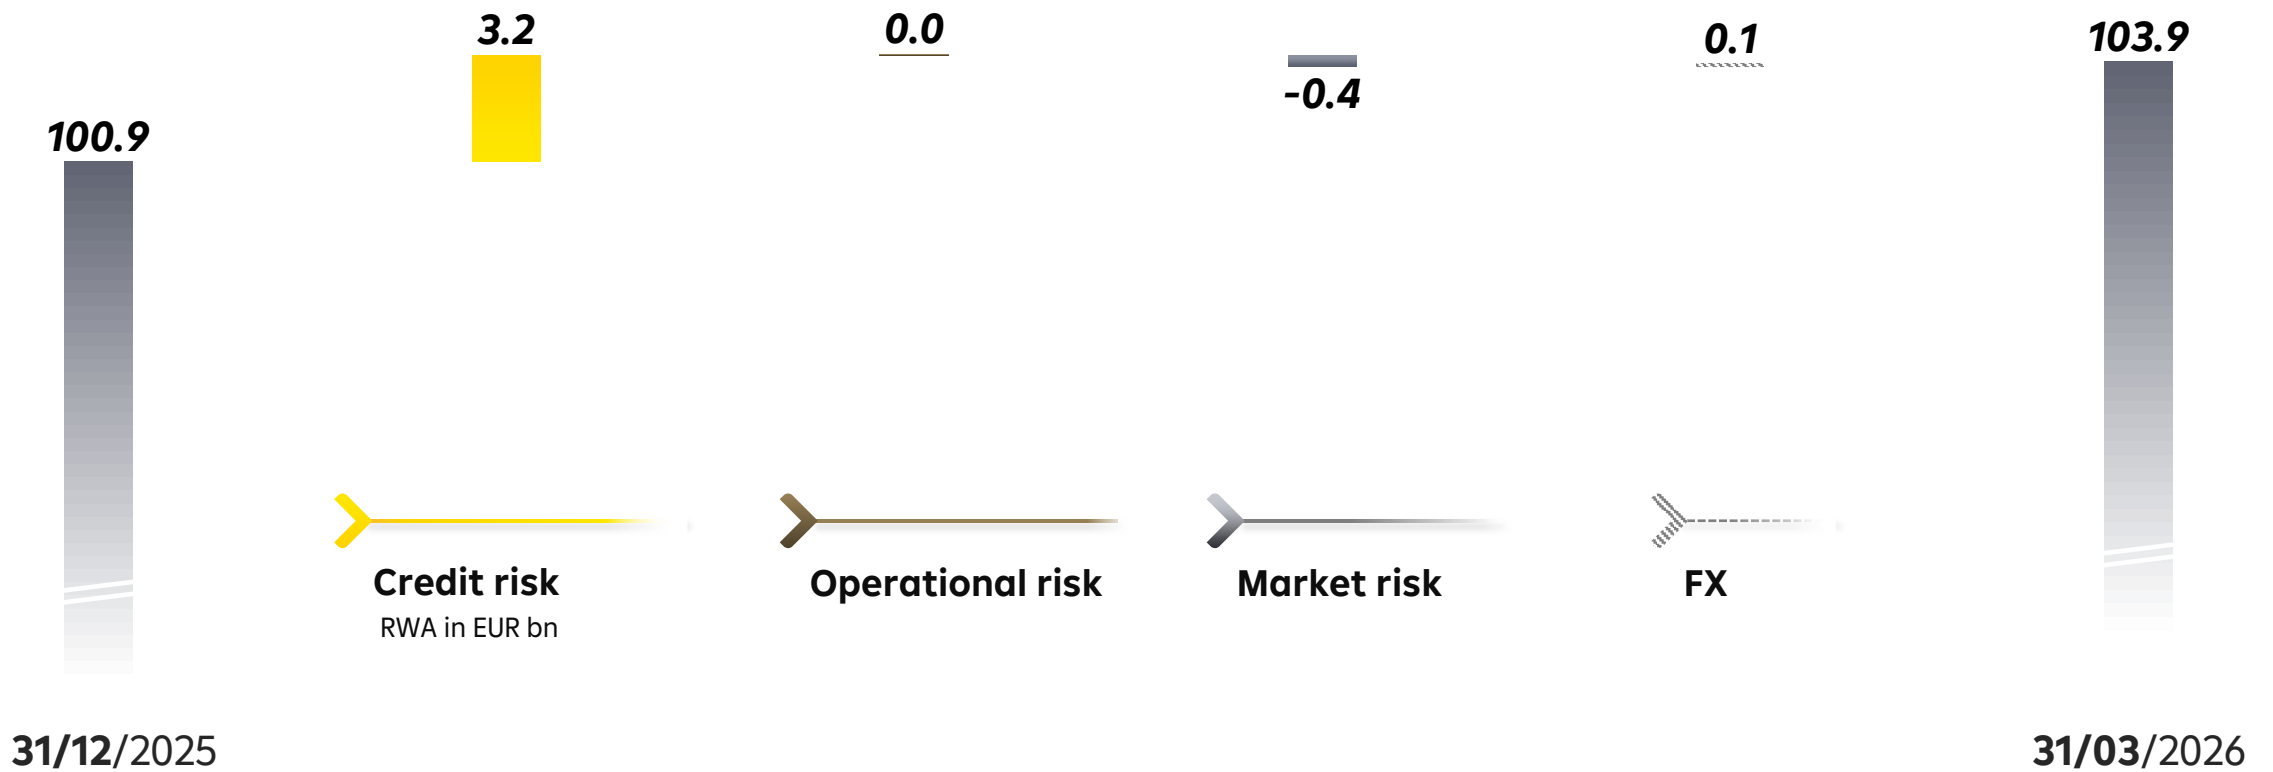 100.9
3.2
0.0
-0.4
0.1
103.9
Credit risk
RWA in EUR bn
Operational risk
Market risk
FX
31/12/2025
31/03/2026